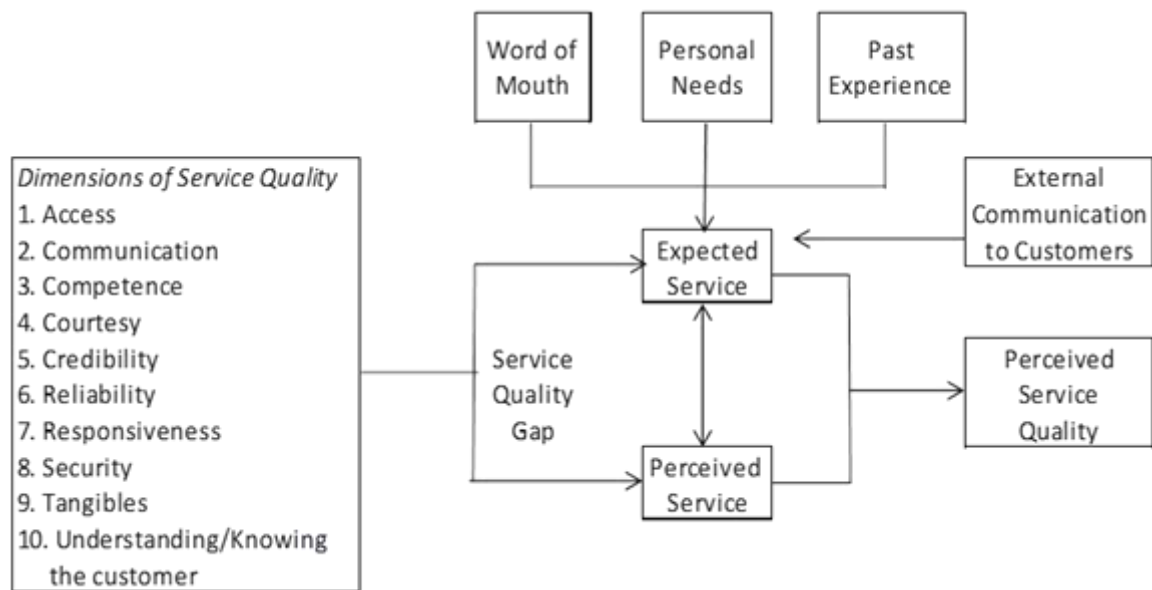 Word of
Mouth
Personal
Needs
Past
Experience
Dimensions of Service Quality
1. Access
2. Communication
3. Competence
4. Courtesy
5. Credibility
6. Reliability
7. Responsiveness
8. Security
9. Tangibles
10. Understanding/Knowing
the customer
External
Communication
to Customers
Expected
Service
Service
Quality
Gap
Perceived
Service
Quality
Perceived
Service